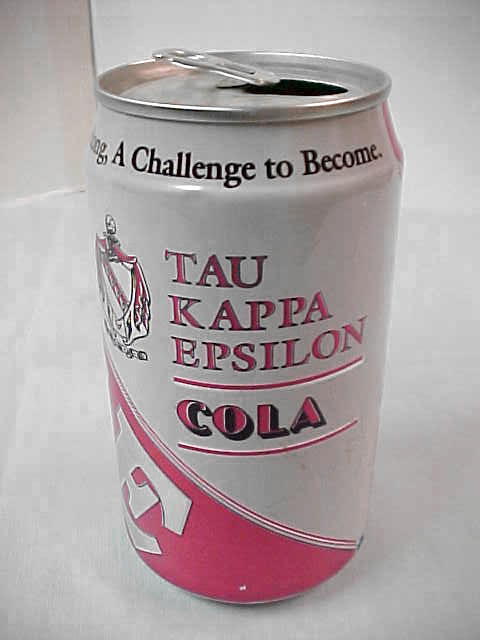 A Challenge to Become.
TAU
KAPPA
EPSILON
COLA